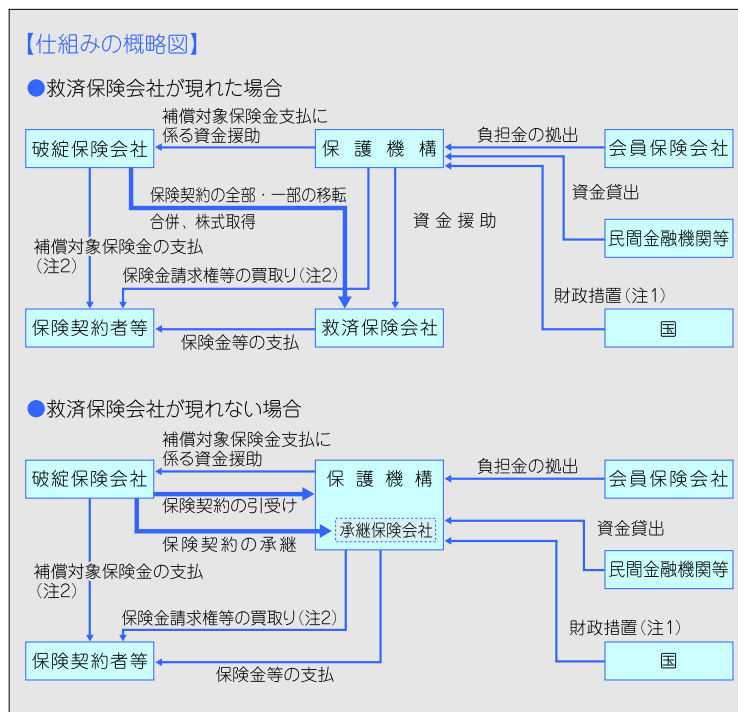 【仕組みの概略図】
●救済保険会社が現れた場合
補償対象保険金支払に
係る資金援助
負担金の拠出
破綻保険会社
保護機構
会員保険会社
保険契約の全部・一部の移転
合併、株式取得
資金援助
資金貸出
民間金融機関等
補償対象保険金の支払
(注2)
保険金請求権等の買取り(注2)
財政措置(注1)
保険契約者等
保険金等の支払
救済保険会社
国
●救済保険会社が現れない場合
補償対象保険金支払に
係る資金援助
負担金の拠出
破綻保険会社
保護機構
会員保険会社
保険契約の引受け
承継保険会社
保険契約の承継
資金貸出
民間金融機関等
補償対象保険金の支払
(注2)
保険金請求権等の買取り(注2)
財政措置(注1)
保険契約者等
保険金等の支払
国